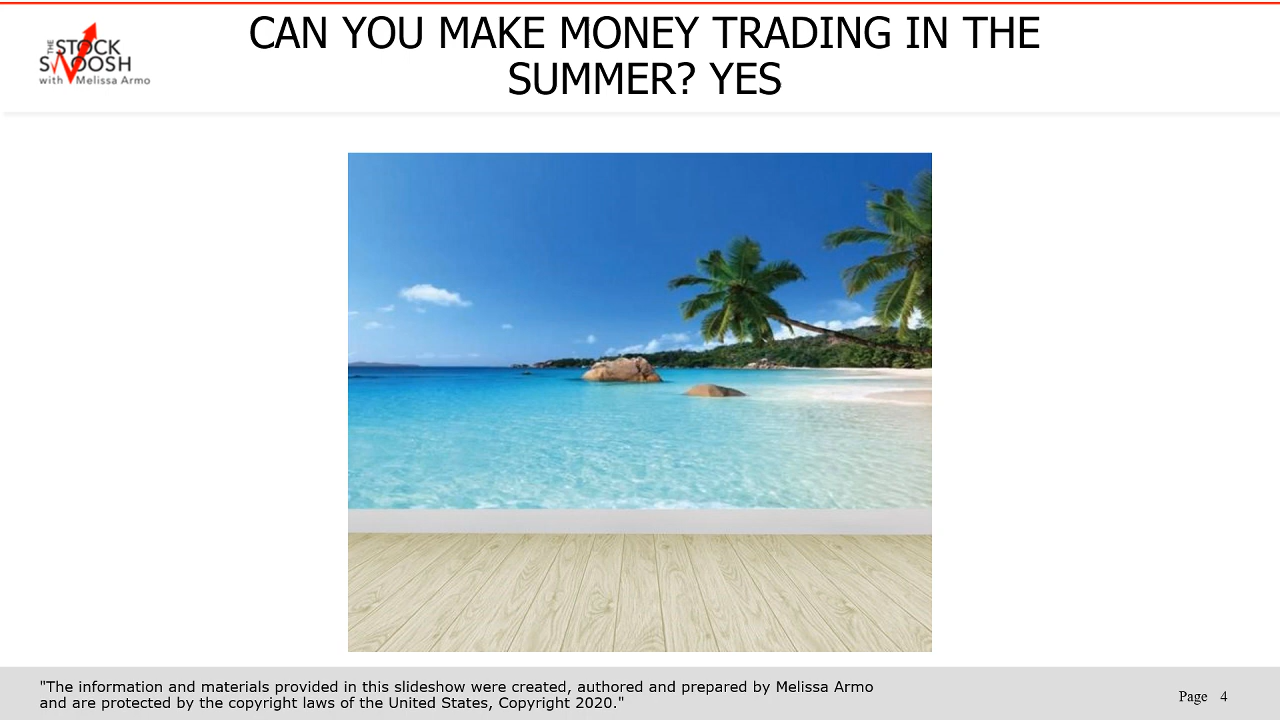 CAN YOU MAKE MONEY TRADING IN THE
SUMMER? YES
THE
STOCK
SWOOSH
with Melissa Armo
"The information and materials provided in this slideshow were created, authored and prepared by Melissa Armo
and are protected by the copyright laws of the United States, Copyright 2020."
Page 4